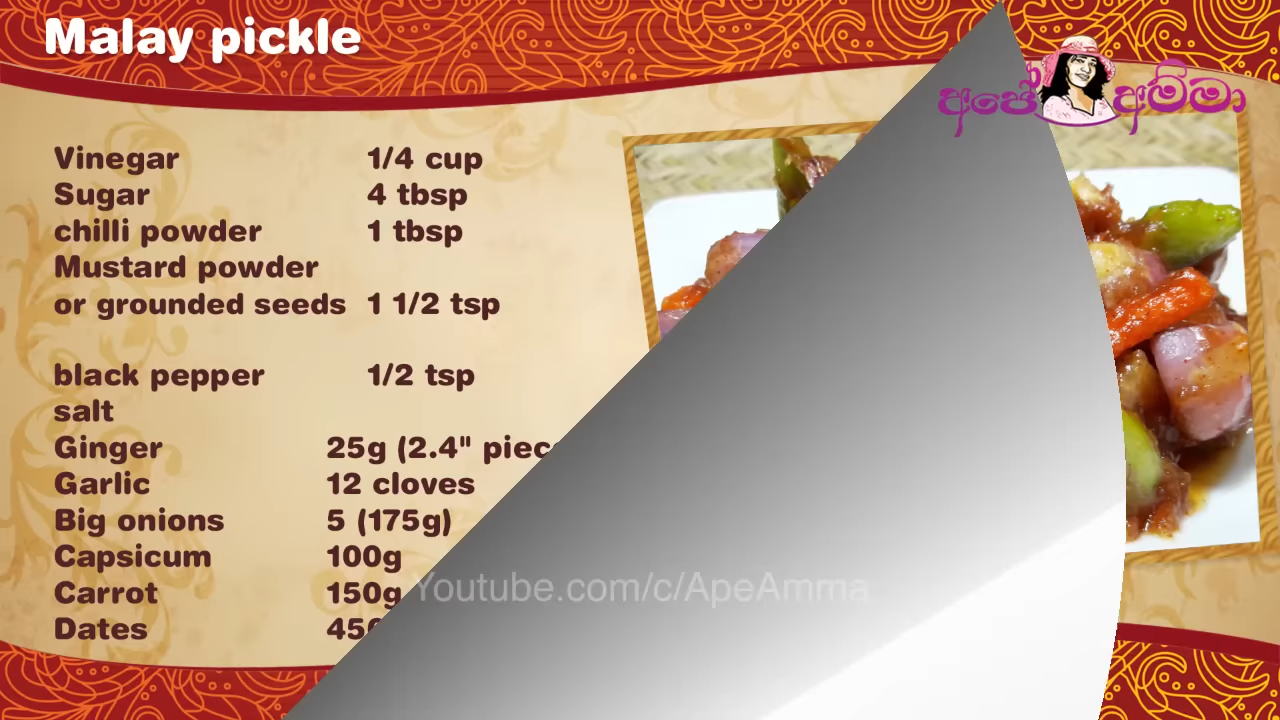 Malay pickle
අපේ අම්මා
Vinegar 1/4 cup
Sugar 4 tbsp
chilli powder 1 tbsp
Mustard powder
or grounded seeds 1 1/2 tsp
black pepper 1/2 tsp
salt
Ginger 25g (2.4"
Garlic 12 cloves
Big onions 5 (175g)
Capsicum 100g
Carrot 150g
Dates
Youtube.com/c/ApeAmma